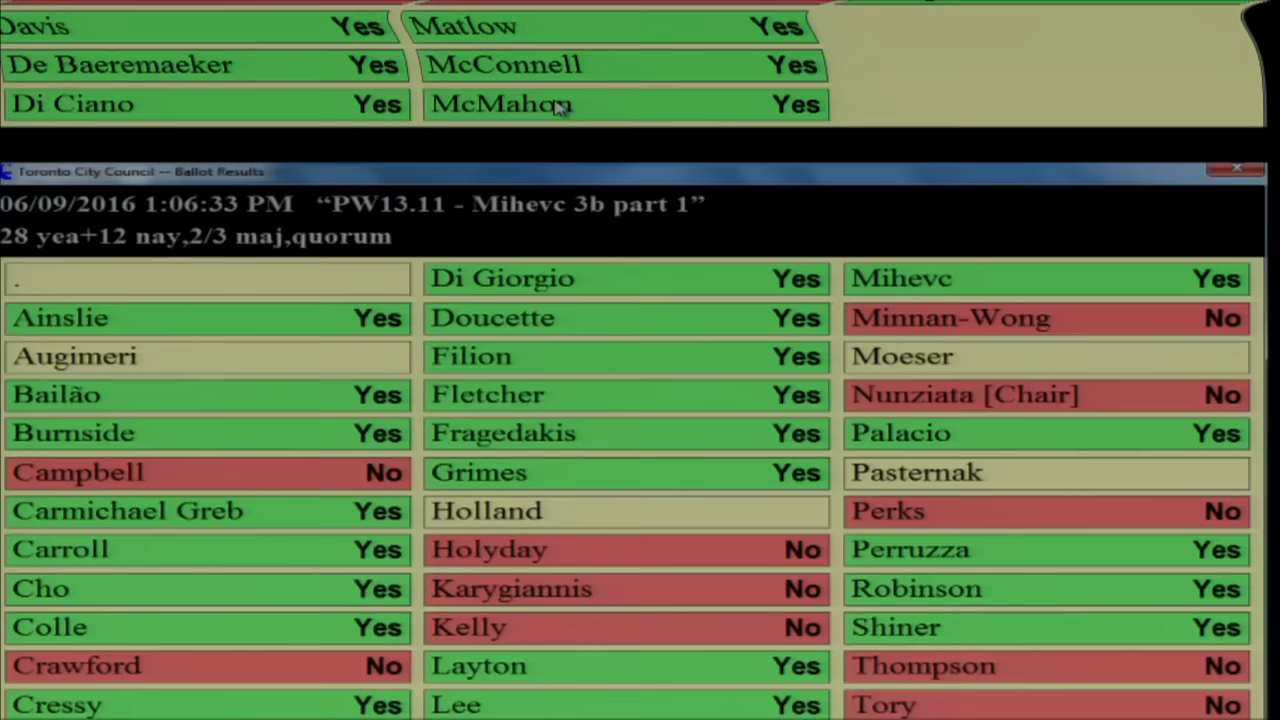 Davis Yes Matlow Yes
De Baeremaeker Yes McConnell Yes
Di Ciano Yes McMahon Yes
Toronto City Council -- Ballot Results
06/09/2016 1:06:33 PM “PW13.11 - Mihevc 3b part 1”
28 yea+12 nay,2/3 maj,quorum
. Di Giorgio Yes Mihevc Yes
Ainslie Yes Doucette Yes Minnan-Wong No
Augimeri Filion Yes Moeser
Bailão Yes Fletcher Yes Nunziata [Chair] No
Burnside Yes Fragedakis Yes Palacio Yes
Campbell No Grimes Yes Pasternak
Carmichael Greb Yes Holland Perks No
Carroll Yes Holyday No Perruzza Yes
Cho Yes Karygiannis No Robinson Yes
Colle Yes Kelly No Shiner Yes
Crawford No Layton Yes Thompson No
Cressy Yes Lee Yes Tory No